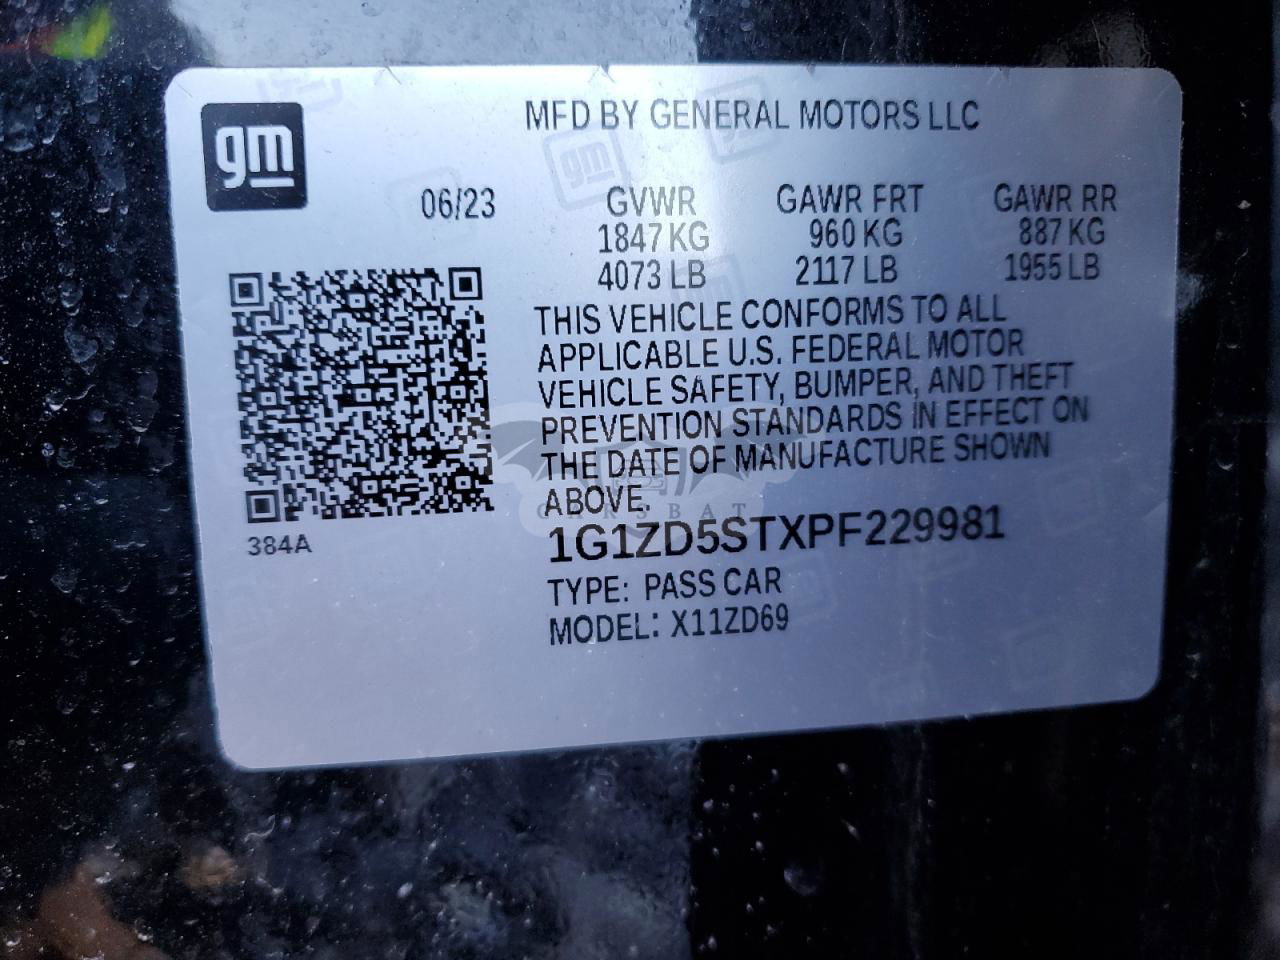 gm
MFD BY GENERAL MOTORS LLC
06/23
GVWR GAWR FRT GAWR RR
1847 KG 960 KG 887 KG
4073 LB 2117 LB 1955 LB
THIS VEHICLE CONFORMS TO ALL
APPLICABLE U.S. FEDERAL MOTOR
VEHICLE SAFETY, BUMPER, AND THEFT
PREVENTION STANDARDS IN EFFECT ON
THE DATE OF MANUFACTURE SHOWN
ABOVE.
CARSBAT
384A
1G1ZD5STXPF229981
TYPE: PASS CAR
MODEL: X11ZD69